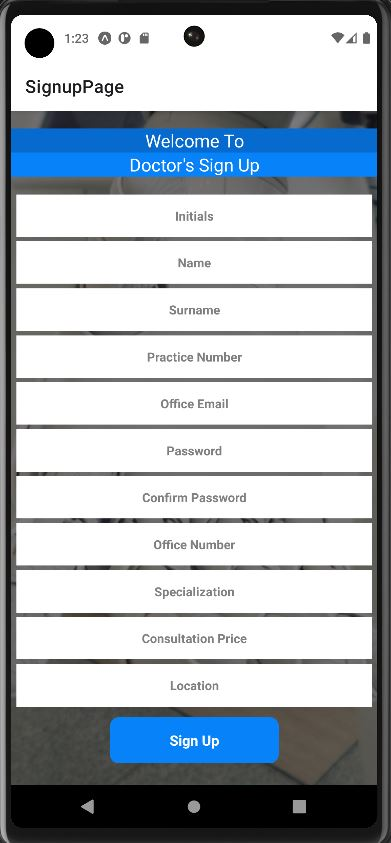 1:23
SignupPage
Welcome To
Doctor's Sign Up
Initials
Name
Surname
Practice Number
Office Email
Password
Confirm Password
Office Number
Specialization
Consultation Price
Location
Sign Up